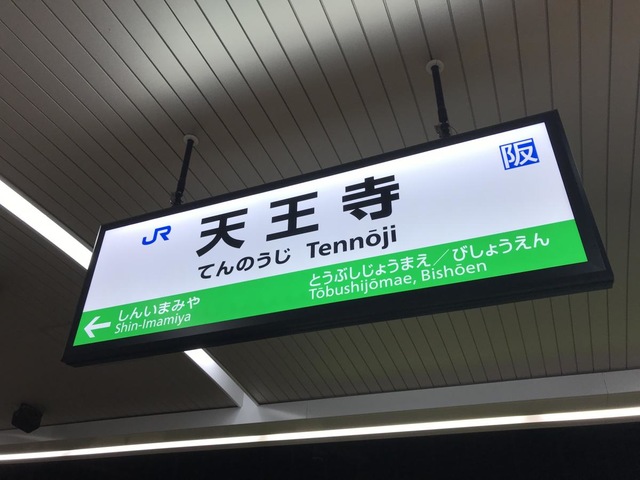 JR
阪
天王寺
てんのうじ Tennōji
とうぶしじょうまえ／びしょうえん
Tōbushijōmae, Bishōen
← しんいまみや
Shin-Imamiya